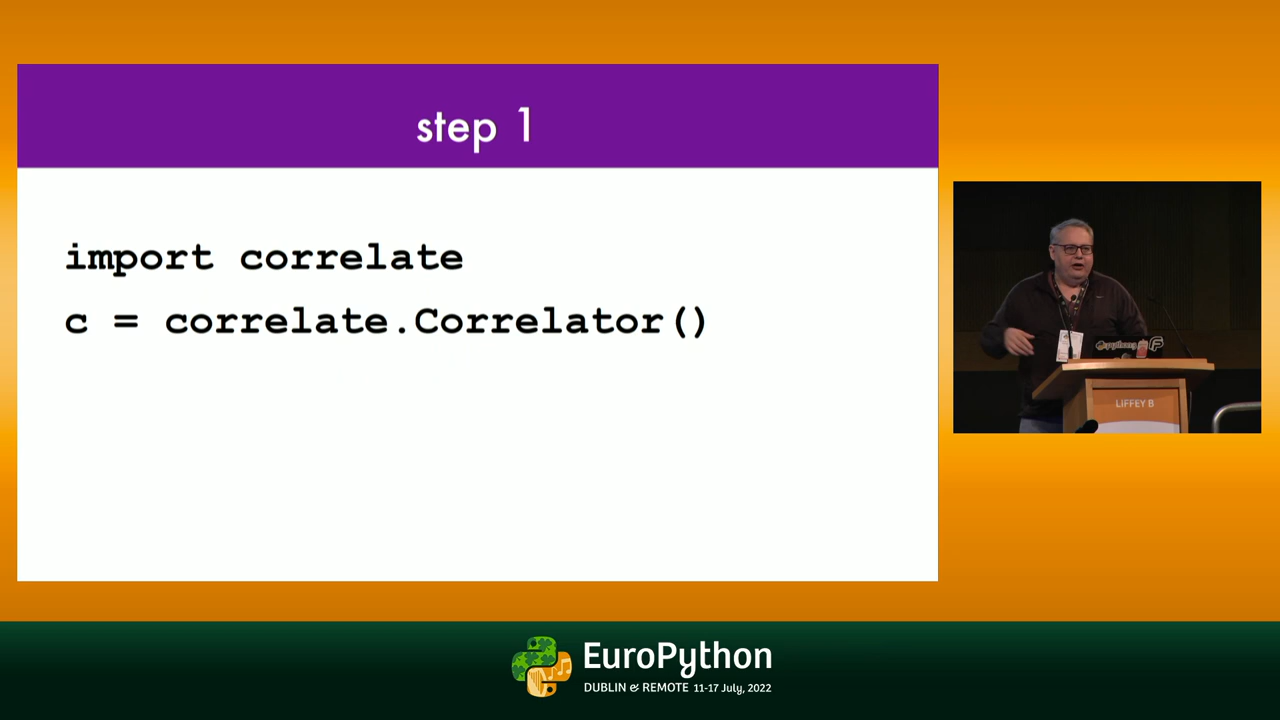 step 1
import correlate
c = correlate.Correlator()
LIFFEY B
EuroPython
DUBLIN & REMOTE 11-17 July, 2022